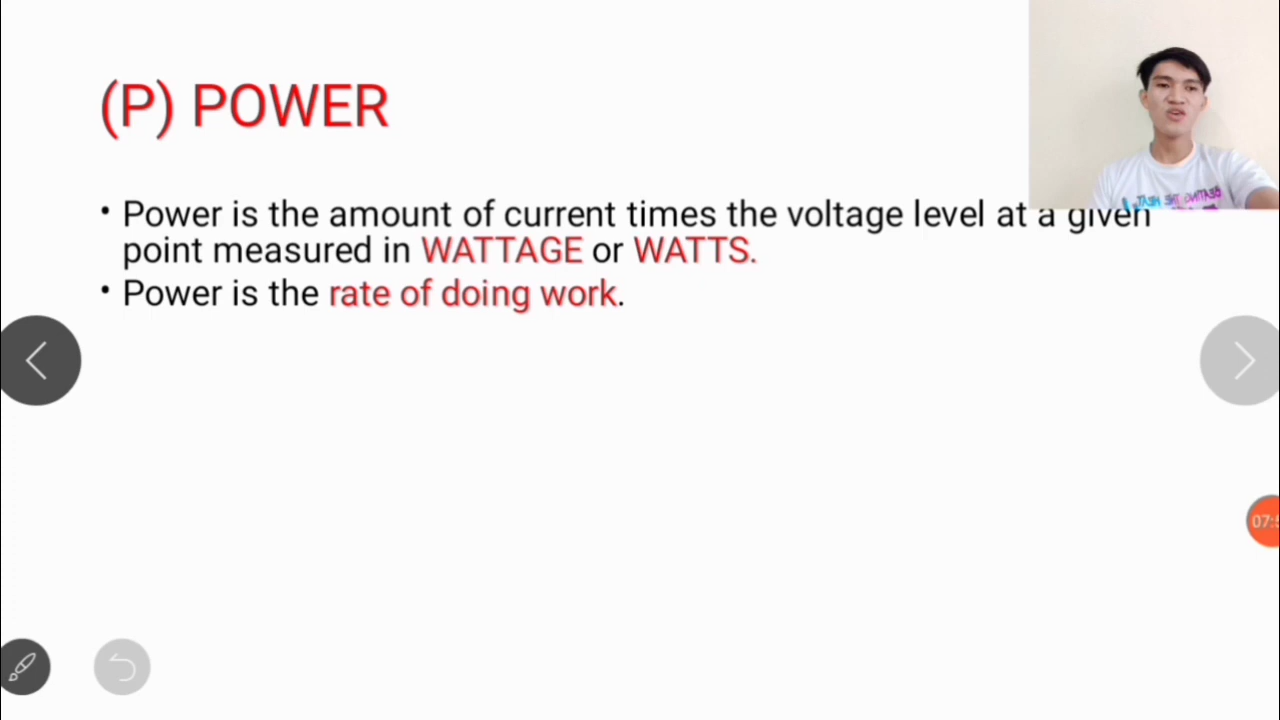 (P) POWER
• Power is the amount of current times the voltage level at a given
point measured in WATTAGE or WATTS.
• Power is the rate of doing work.